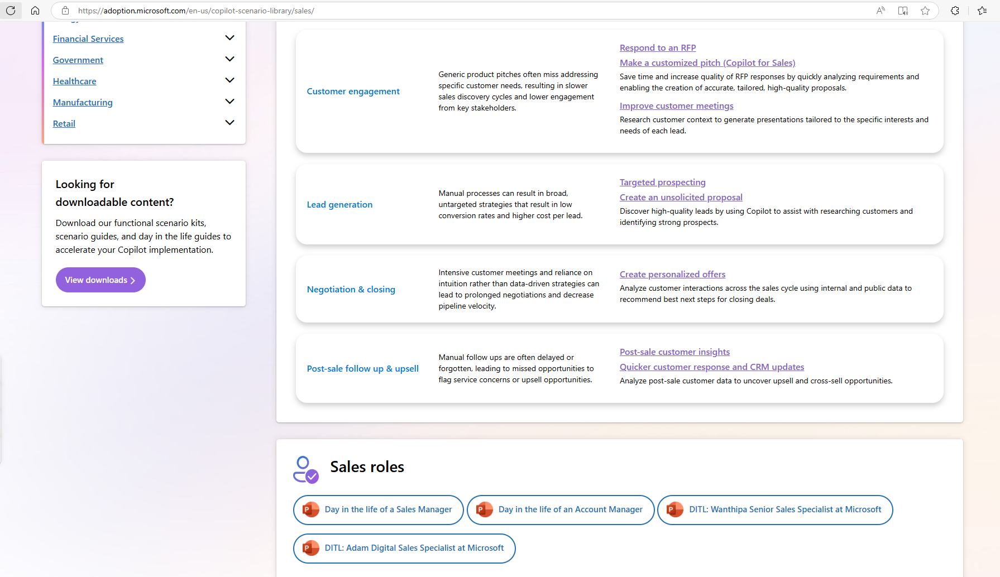 https://adoption.microsoft.com/en-us/copilot-scenario-library/sales/
Financial Services
Government
Healthcare
Manufacturing
Retail
Looking for
downloadable content?
Download our functional scenario kits,
scenario guides, and day in the life guides to
accelerate your Copilot implementation.
View downloads
Customer engagement
Generic product pitches often miss addressing
specific customer needs, resulting in slower
sales discovery cycles and lower engagement
from key stakeholders.
Respond to an RFP
Make a customized pitch (Copilot for Sales)
Save time and increase quality of RFP responses by quickly analyzing requirements and
enabling the creation of accurate, tailored, high-quality proposals.
Improve customer meetings
Research customer context to generate presentations tailored to the specific interests and
needs of each lead.
Lead generation
Manual processes can result in broad,
untargeted strategies that result in low
conversion rates and higher cost per lead.
Targeted prospecting
Create an unsolicited proposal
Discover high-quality leads by using Copilot to assist with researching customers and
identifying strong prospects.
Negotiation & closing
Intensive customer meetings and reliance on
intuition rather than data-driven strategies can
lead to prolonged negotiations and decrease
pipeline velocity.
Create personalized offers
Analyze customer interactions across the sales cycle using internal and public data to
recommend best next steps for closing deals.
Post-sale follow up & upsell
Manual follow ups are often delayed or
forgotten, leading to missed opportunities to
flag service concerns or upsell opportunities.
Post-sale customer insights
Quicker customer response and CRM updates
Analyze post-sale customer data to uncover upsell and cross-sell opportunities.
Sales roles
Day in the life of a Sales Manager
Day in the life of an Account Manager
DITL: Wanthipa Senior Sales Specialist at Microsoft
DITL: Adam Digital Sales Specialist at Microsoft